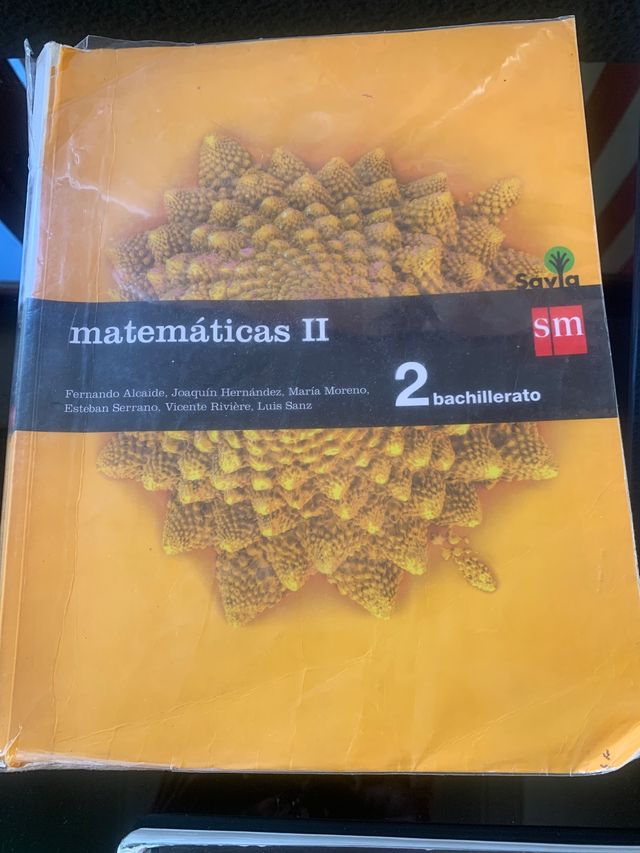 Savia
matemáticas II
sm
Fernando Alcaide, Joaquín Hernández, María Moreno,
Esteban Serrano, Vicente Rivière, Luis Sanz
2 bachillerato